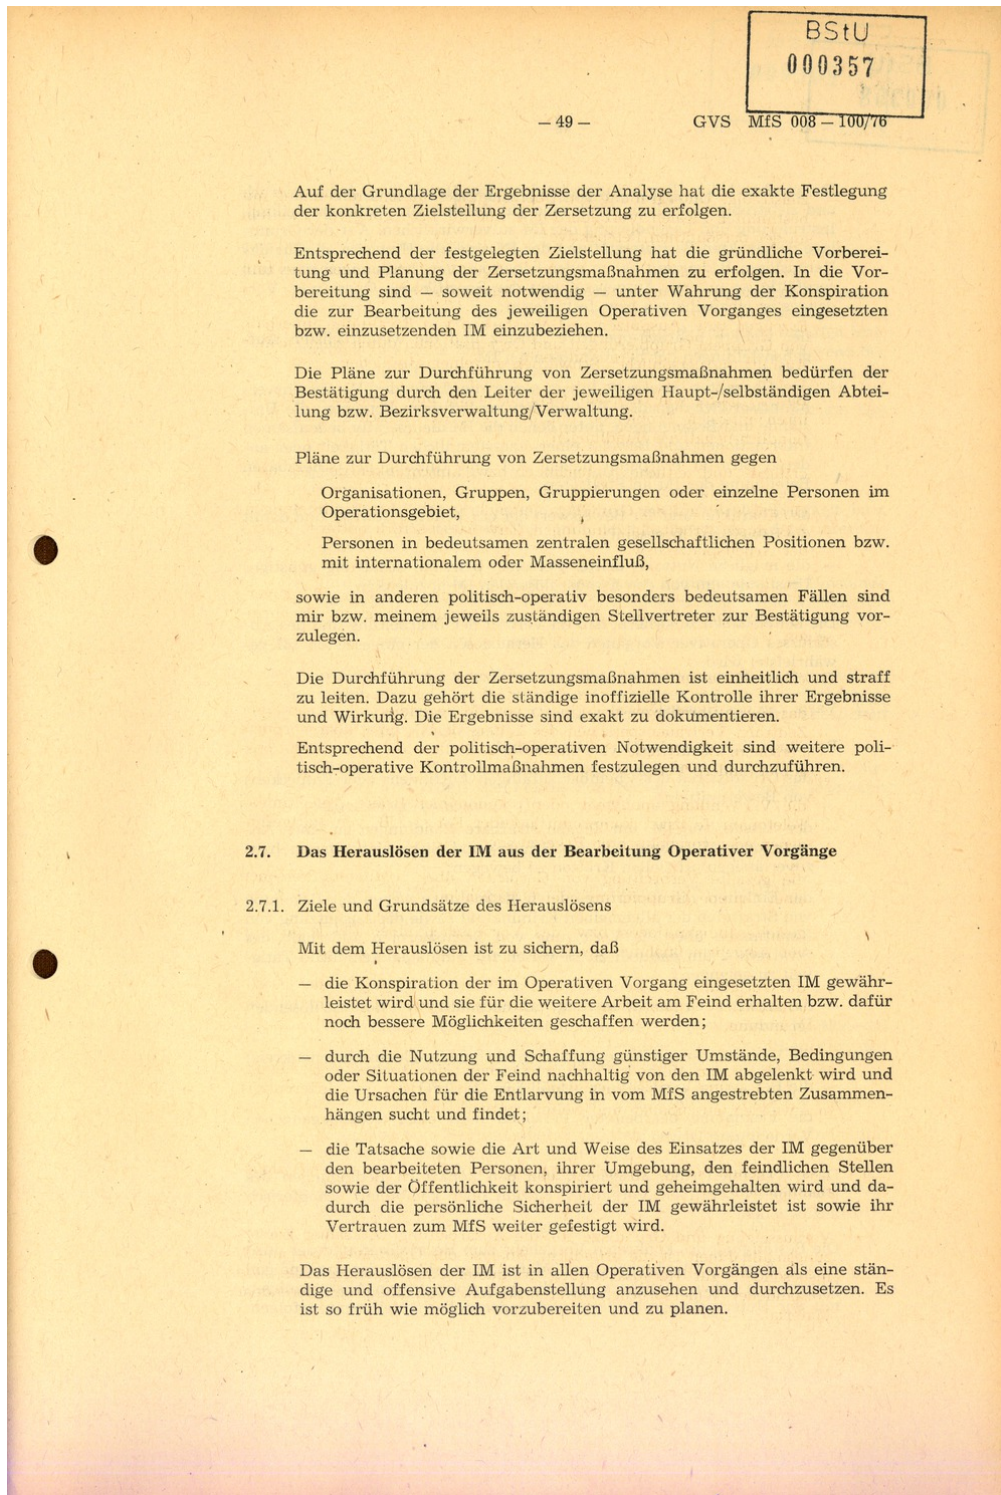 BStU
000357
— 49 —
GVS MfS 008 — 100/76
Auf der Grundlage der Ergebnisse der Analyse hat die exakte Festlegung
der konkreten Zielstellung der Zersetzung zu erfolgen.
Entsprechend der festgelegten Zielstellung hat die gründliche Vorberei-
tung und Planung der Zersetzungsmaßnahmen zu erfolgen. In die Vor-
bereitung sind — soweit notwendig — unter Wahrung der Konspiration
die zur Bearbeitung des jeweiligen Operativen Vorganges eingesetzten
bzw. einzusetzenden IM einzubeziehen.
Die Pläne zur Durchführung von Zersetzungsmaßnahmen bedürfen der
Bestätigung durch den Leiter der jeweiligen Haupt-/selbständigen Abtei-
lung bzw. Bezirksverwaltung/Verwaltung.
Pläne zur Durchführung von Zersetzungsmaßnahmen gegen
Organisationen, Gruppen, Gruppierungen oder einzelne Personen im
Operationsgebiet,
Personen in bedeutsamen zentralen gesellschaftlichen Positionen bzw.
mit internationalem oder Masseneinfluß,
sowie in anderen politisch-operativ besonders bedeutsamen Fällen sind
mir bzw. meinem jeweils zuständigen Stellvertreter zur Bestätigung vor-
zulegen.
Die Durchführung der Zersetzungsmaßnahmen ist einheitlich und straff
zu leiten. Dazu gehört die ständige inoffizielle Kontrolle ihrer Ergebnisse
und Wirkung. Die Ergebnisse sind exakt zu dokumentieren.
Entsprechend der politisch-operativen Notwendigkeit sind weitere poli-
tisch-operative Kontrollmaßnahmen festzulegen und durchzuführen.
2.7. Das Herauslösen der IM aus der Bearbeitung Operativer Vorgänge
2.7.1. Ziele und Grundsätze des Herauslösens
Mit dem Herauslösen ist zu sichern, daß
— die Konspiration der im Operativen Vorgang eingesetzten IM gewähr-
leistet wird und sie für die weitere Arbeit am Feind erhalten bzw. dafür
noch bessere Möglichkeiten geschaffen werden;
— durch die Nutzung und Schaffung günstiger Umstände, Bedingungen
oder Situationen der Feind nachhaltig von den IM abgelenkt wird und
die Ursachen für die Entlarvung in vom MfS angestrebten Zusammen-
hängen sucht und findet;
— die Tatsache sowie die Art und Weise des Einsatzes der IM gegenüber
den bearbeiteten Personen, ihrer Umgebung, den feindlichen Stellen
sowie der Öffentlichkeit konspiriert und geheimgehalten wird und da-
durch die persönliche Sicherheit der IM gewährleistet ist sowie ihr
Vertrauen zum MfS weiter gefestigt wird.
Das Herauslösen der IM ist in allen Operativen Vorgängen als eine stän-
dige und offensive Aufgabenstellung anzusehen und durchzusetzen. Es
ist so früh wie möglich vorzubereiten und zu planen.